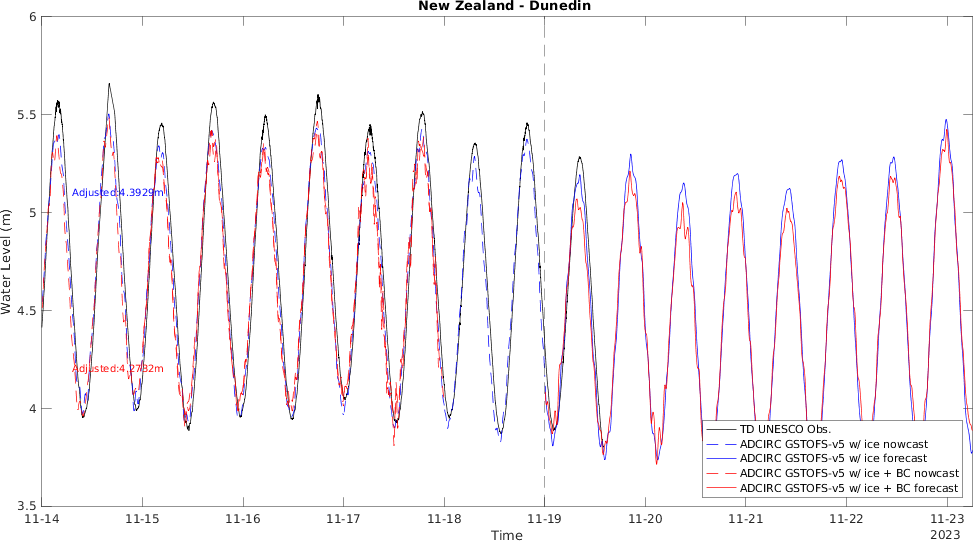 New Zealand - Dunedin
6
5.5
5
4.5
4
3.5
Water Level (m)
Adjusted:4.3929m
Adjusted:4.2732m
TD UNESCO Obs.
ADCIRC GSTOFS-v5 w/ ice nowcast
ADCIRC GSTOFS-v5 w/ ice forecast
ADCIRC GSTOFS-v5 w/ ice + BC nowcast
ADCIRC GSTOFS-v5 w/ ice + BC forecast
11-14 11-15 11-16 11-17 11-18 11-19 11-20 11-21 11-22 11-23
2023
Time